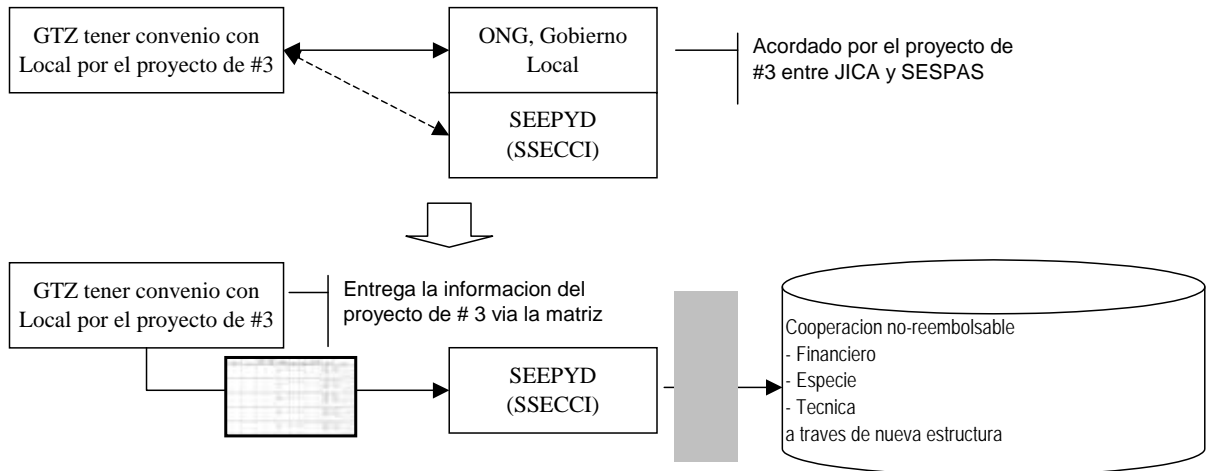 GTZ tener convenio con
Local por el proyecto de #3
ONG, Gobierno
Local
SEEPYD
(SSECCI)
Acordado por el proyecto de
#3 entre JICA y SESPAS
GTZ tener convenio con
Local por el proyecto de #3
Entrega la informacion del
proyecto de # 3 via la matriz
SEEPYD
(SSECCI)
Cooperacion no-reembolsable
- Financiero
- Especie
- Tecnica
a traves de nueva estructura